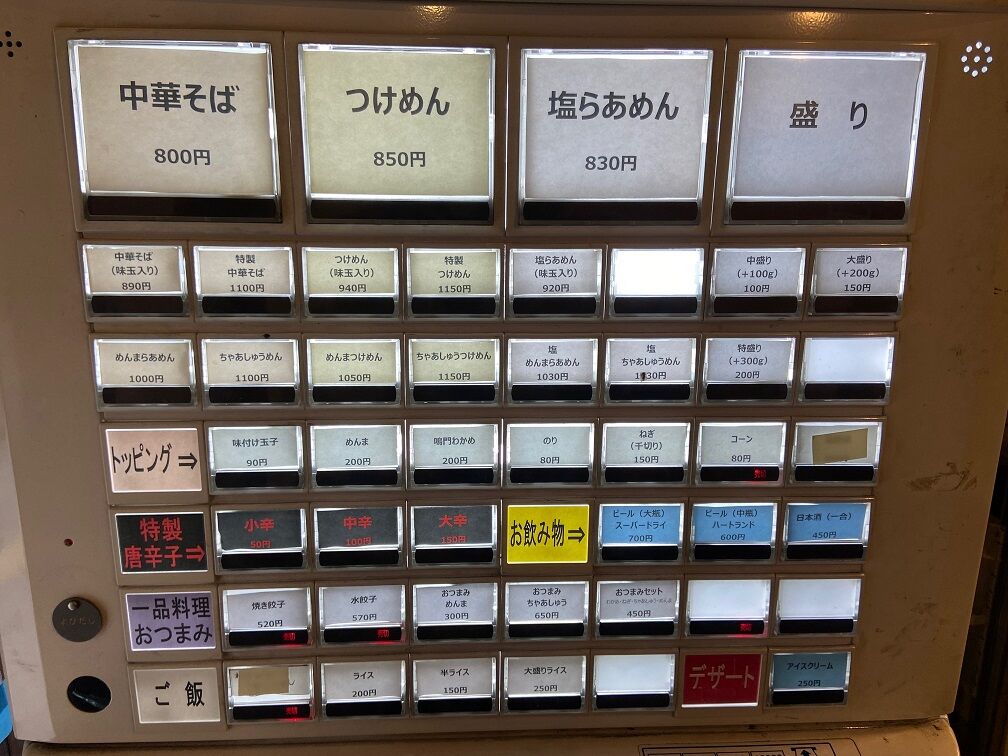 中華そば
800円
つけめん
850円
塩らあめん
830円
盛り
中華そば
（味玉入り）
890円
特製
中華そば
1100円
つけめん
（味玉入り）
940円
特製
つけめん
1150円
塩らあめん
（味玉入り）
920円
中盛り
（+100g）
100円
大盛り
（+200g）
150円
めんまらあめん
1000円
ちゃあしゅうめん
1100円
めんまつけめん
1050円
ちゃあしゅうつけめん
1150円
塩
めんまらあめん
1030円
塩
ちゃあしゅうめん
1130円
特盛り
（+300g）
200円
トッピング⇒
味付け玉子
90円
めんま
200円
鳴門わかめ
200円
のり
80円
ねぎ
（千切り）
150円
コーン
80円
売切
特製
唐辛子⇒
小辛
50円
中辛
100円
大辛
150円
お飲み物⇒
ビール（大瓶）
スーパードライ
700円
ビール（中瓶）
ハートランド
600円
日本酒（一合）
450円
一品料理
おつまみ
焼き餃子
520円
売切
水餃子
570円
売切
おつまみ
めんま
300円
おつまみ
ちゃあしゅう
650円
おつまみセット
450円
売切
ご飯
売切
ライス
200円
半ライス
150円
大盛りライス
250円
デザート
アイスクリーム
250円